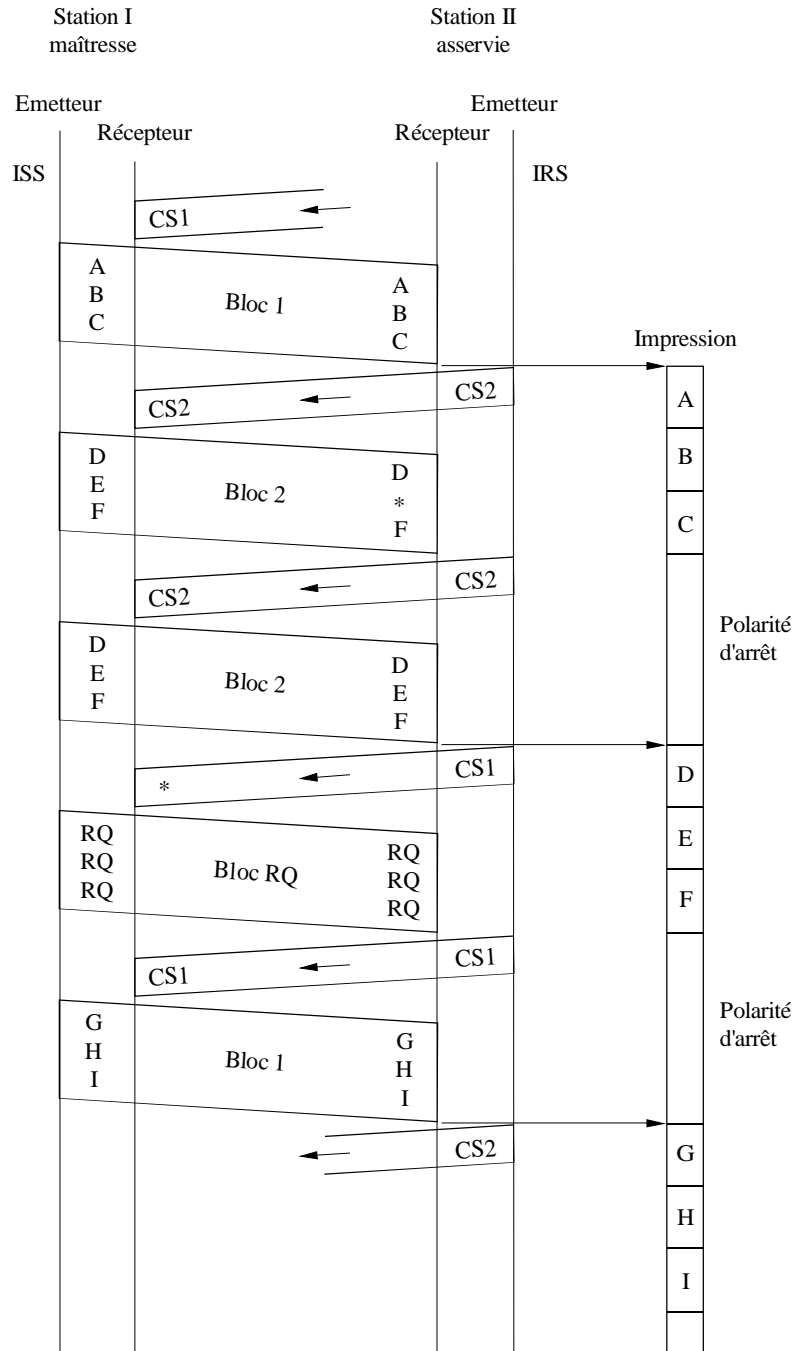 Station I
maîtresse
Station II
asservie
Emetteur
Récepteur
Récepteur
Emetteur
ISS
IRS
CS1
A
B
C
Bloc 1
A
B
C
Impression
CS2
CS2
A
D
E
F
Bloc 2
D
*
F
B
C
CS2
CS2
D
E
F
Bloc 2
D
E
F
Polarité
d'arrêt
*
CS1
D
RQ
RQ
RQ
Bloc RQ
RQ
RQ
RQ
E
F
CS1
CS1
G
H
I
Bloc 1
G
H
I
Polarité
d'arrêt
CS2
G
H
I